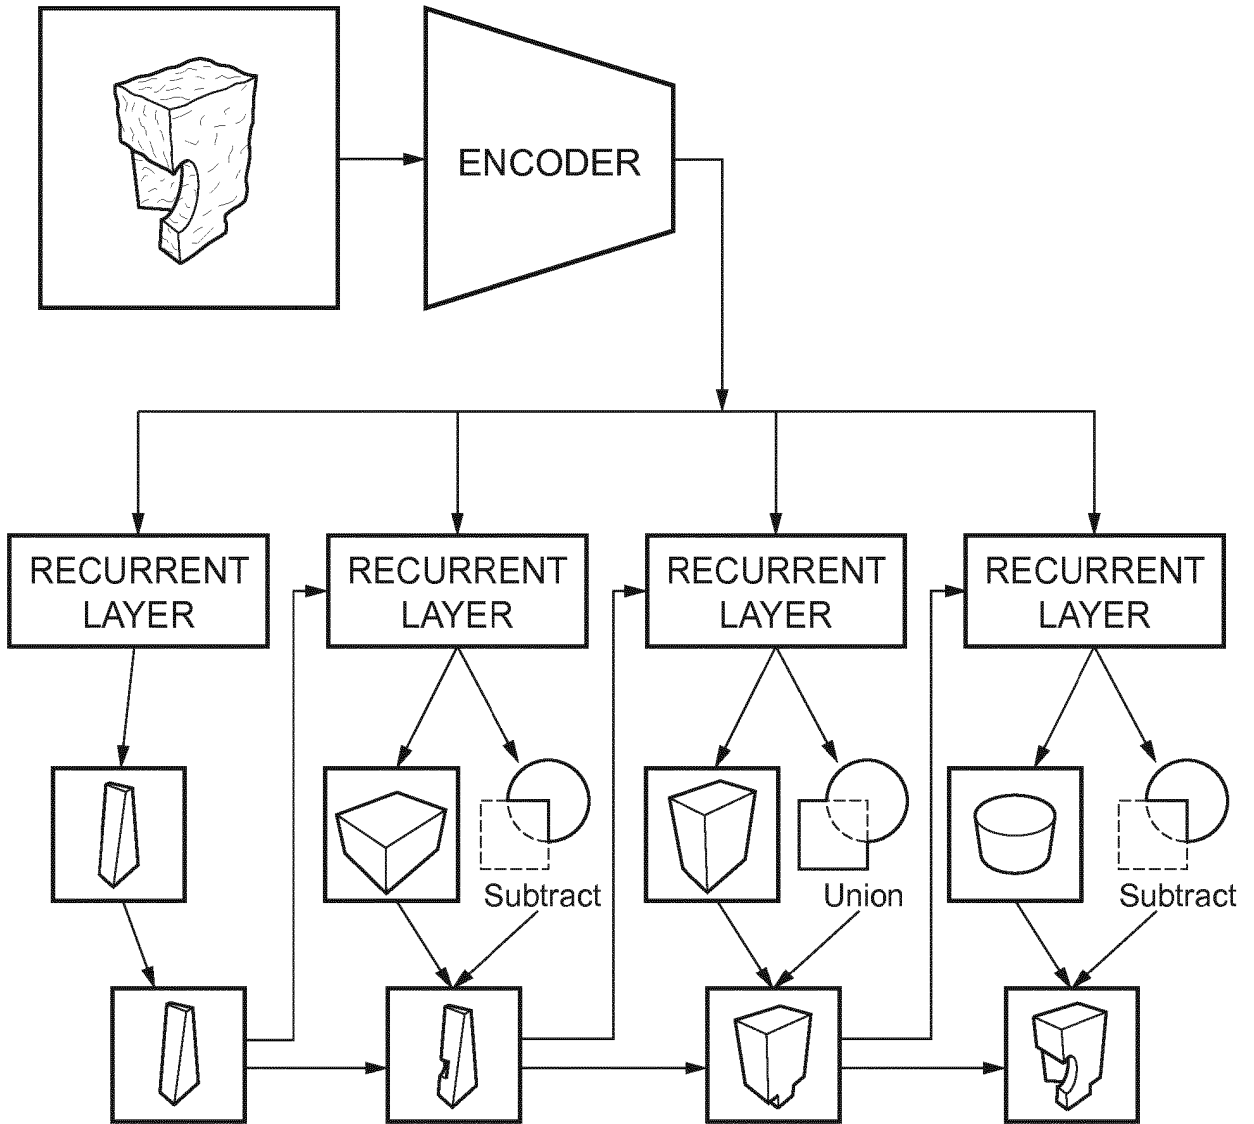 ENCODER
RECURRENT
LAYER
RECURRENT
LAYER
RECURRENT
LAYER
RECURRENT
LAYER
Subtract
Union
Subtract